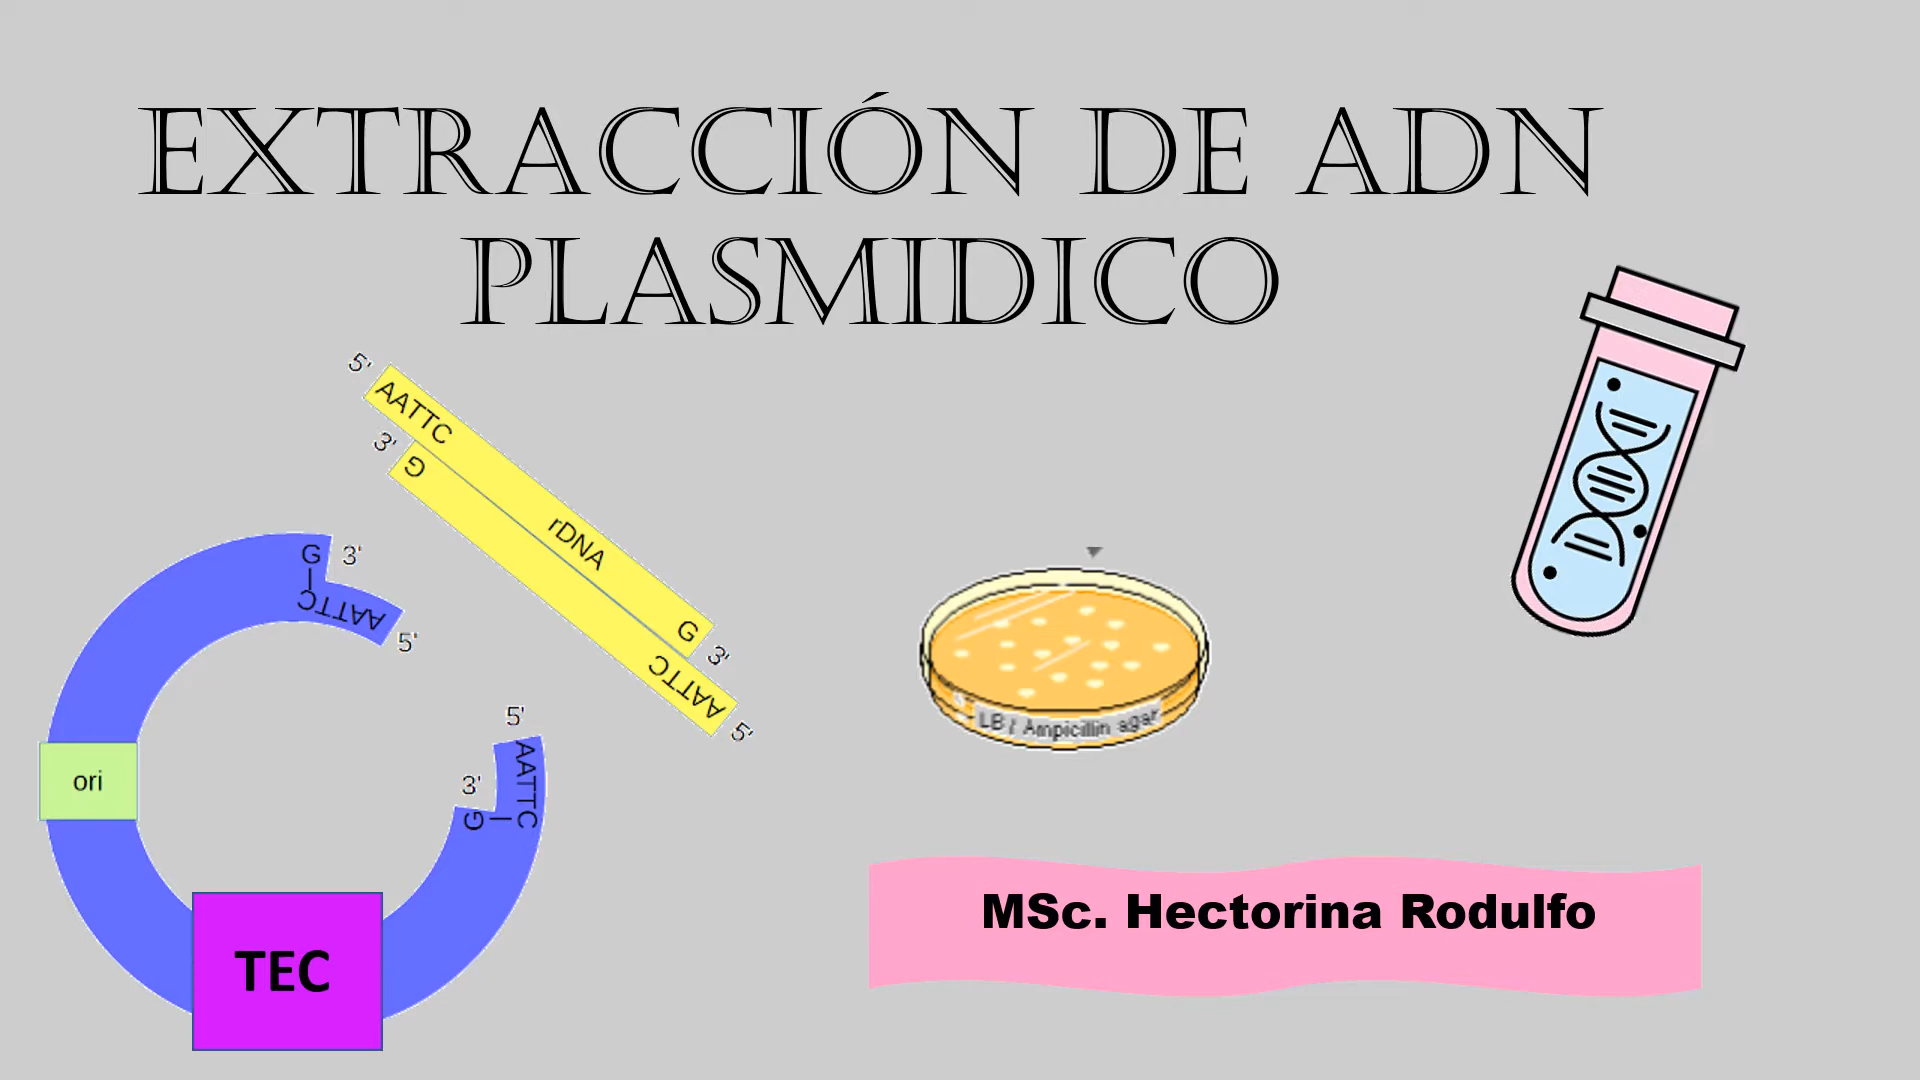 EXTRACCIÓN DE ADN
PLASMIDICO
5'
AATTC
3'
G
rDNA
G
3'
AATTC
5'
G
3'
AATTC
5'
5'
AATTC
3'
G
ori
TEC
LB / Ampicillin agar
MSc. Hectorina Rodulfo